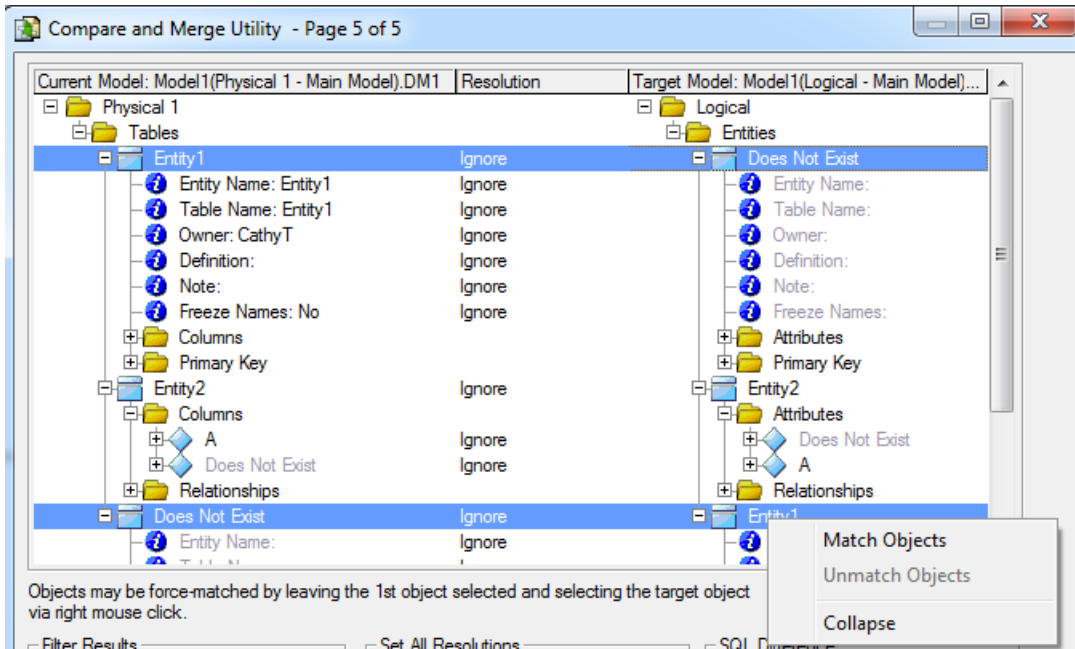 Compare and Merge Utility - Page 5 of 5
Current Model: Model1(Physical 1 - Main Model).DM1 Resolution Target Model: Model1(Logical - Main Model)...
Physical 1 Logical
Tables Entities
Entity1 Ignore Does Not Exist
Entity Name: Entity1 Ignore Entity Name:
Table Name: Entity1 Ignore Table Name:
Owner: CathyT Ignore Owner:
Definition: Ignore Definition:
Note: Ignore Note:
Freeze Names: No Ignore Freeze Names:
Columns Attributes
Primary Key Primary Key
Entity2 Ignore Entity2
Columns Attributes
A Ignore Does Not Exist
Does Not Exist Ignore A
Relationships Relationships
Does Not Exist Ignore Entity1
Entity Name: Ignore
Match Objects
Unmatch Objects
Collapse
Objects may be force-matched by leaving the 1st object selected and selecting the target object
via right mouse click.
Filter Results Set All Resolutions SQL Difference